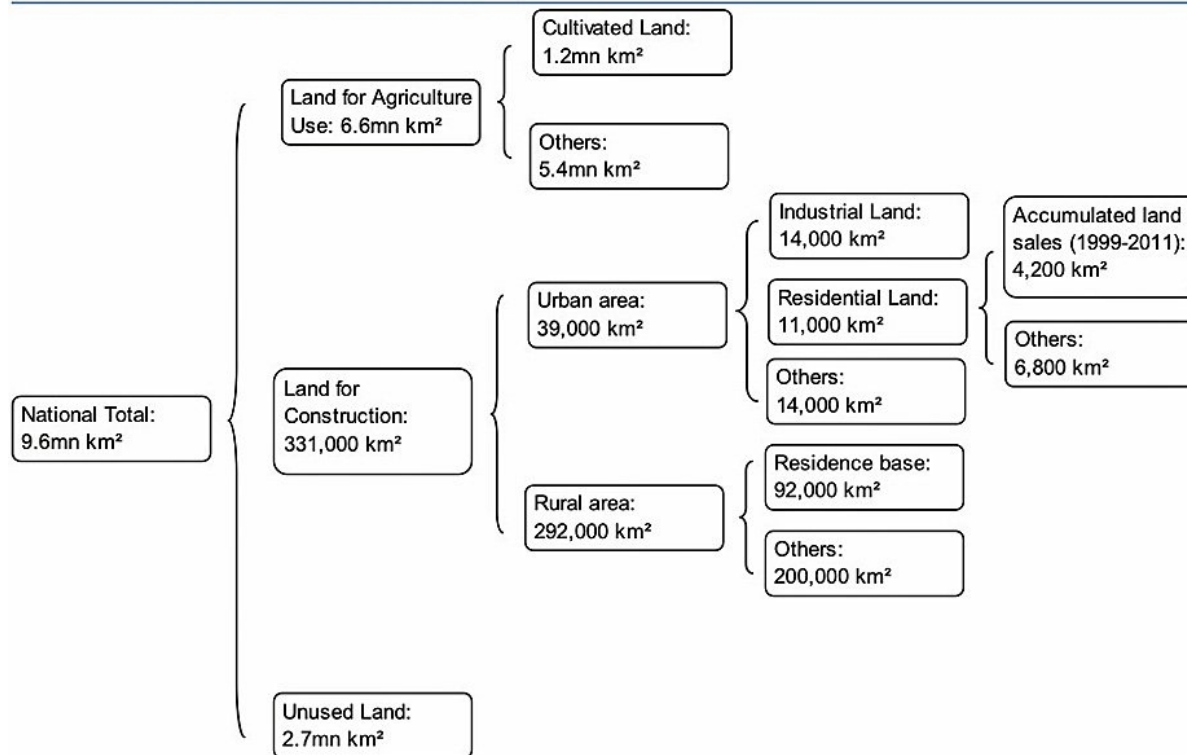 Cultivated Land:
1.2mn km²
Land for Agriculture
Use: 6.6mn km²
Others:
5.4mn km²
Industrial Land:
14,000 km²
Accumulated land
sales (1999-2011):
4,200 km²
Urban area:
39,000 km²
Residential Land:
11,000 km²
Others:
6,800 km²
Others:
14,000 km²
Land for
Construction:
331,000 km²
National Total:
9.6mn km²
Residence base:
92,000 km²
Rural area:
292,000 km²
Others:
200,000 km²
Unused Land:
2.7mn km²